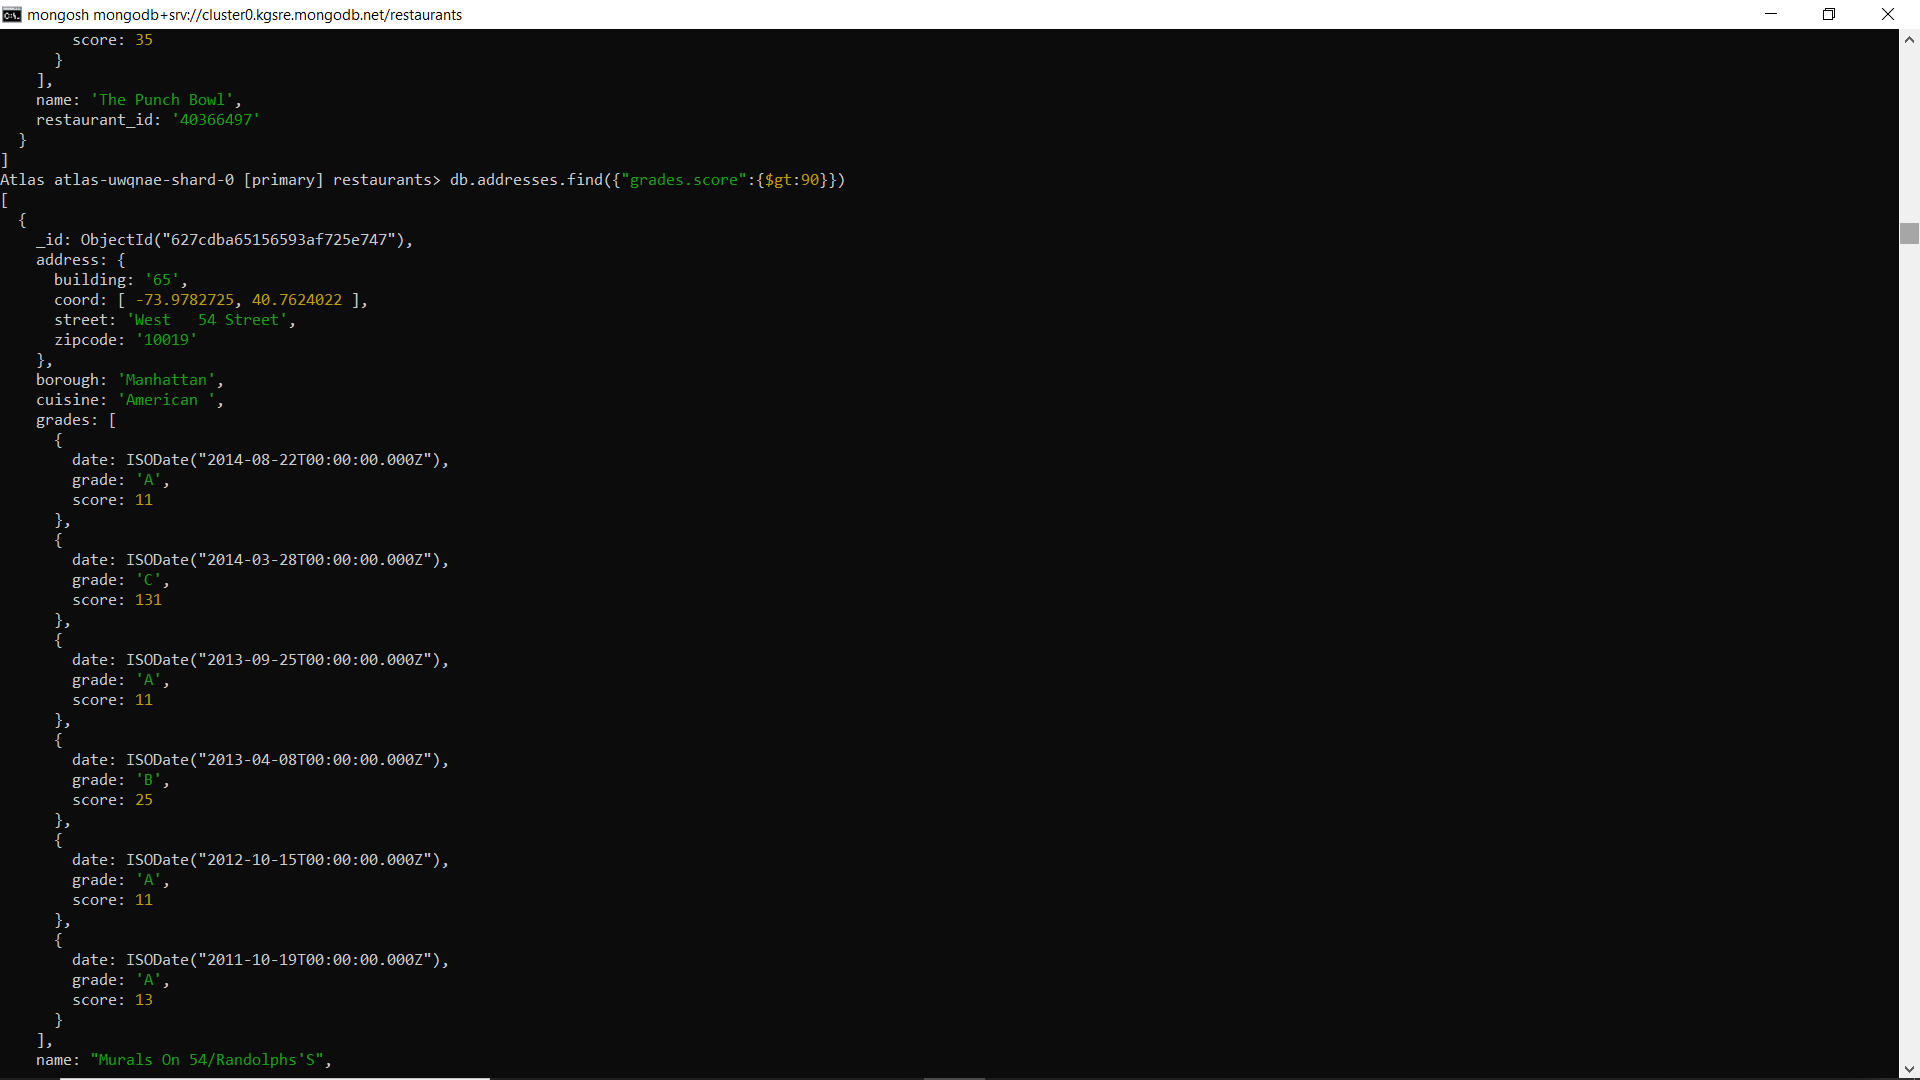 mongosh mongodb+srv://cluster0.kgsre.mongodb.net/restaurants
        score: 35
      }
    ],
    name: 'The Punch Bowl',
    restaurant_id: '40366497'
  }
]
Atlas atlas-uwqnae-shard-0 [primary] restaurants> db.addresses.find({"grades.score":{$gt:90}})
[
  {
    _id: ObjectId("627cdba65156593af725e747"),
    address: {
      building: '65',
      coord: [ -73.9782725, 40.7624022 ],
      street: 'West   54 Street',
      zipcode: '10019'
    },
    borough: 'Manhattan',
    cuisine: 'American ',
    grades: [
      {
        date: ISODate("2014-08-22T00:00:00.000Z"),
        grade: 'A',
        score: 11
      },
      {
        date: ISODate("2014-03-28T00:00:00.000Z"),
        grade: 'C',
        score: 131
      },
      {
        date: ISODate("2013-09-25T00:00:00.000Z"),
        grade: 'A',
        score: 11
      },
      {
        date: ISODate("2013-04-08T00:00:00.000Z"),
        grade: 'B',
        score: 25
      },
      {
        date: ISODate("2012-10-15T00:00:00.000Z"),
        grade: 'A',
        score: 11
      },
      {
        date: ISODate("2011-10-19T00:00:00.000Z"),
        grade: 'A',
        score: 13
      }
    ],
    name: "Murals On 54/Randolphs'S",